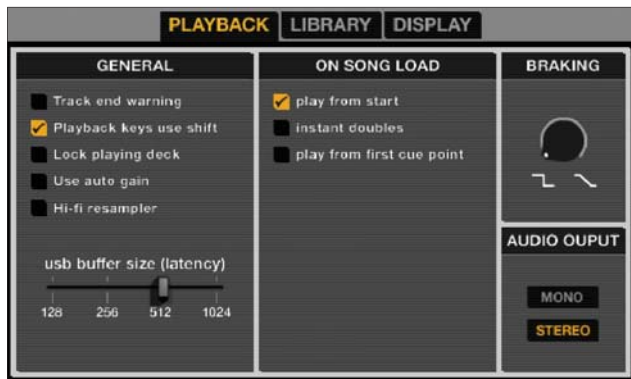 PLAYBACK LIBRARY DISPLAY
GENERAL
Track end warning
Playback keys use shift
Lock playing deck
Use auto gain
Hi-fi resampler
usb buffer size (latency)
128 256 512 1024
ON SONG LOAD
play from start
instant doubles
play from first cue point
BRAKING
AUDIO OUPUT
MONO
STEREO